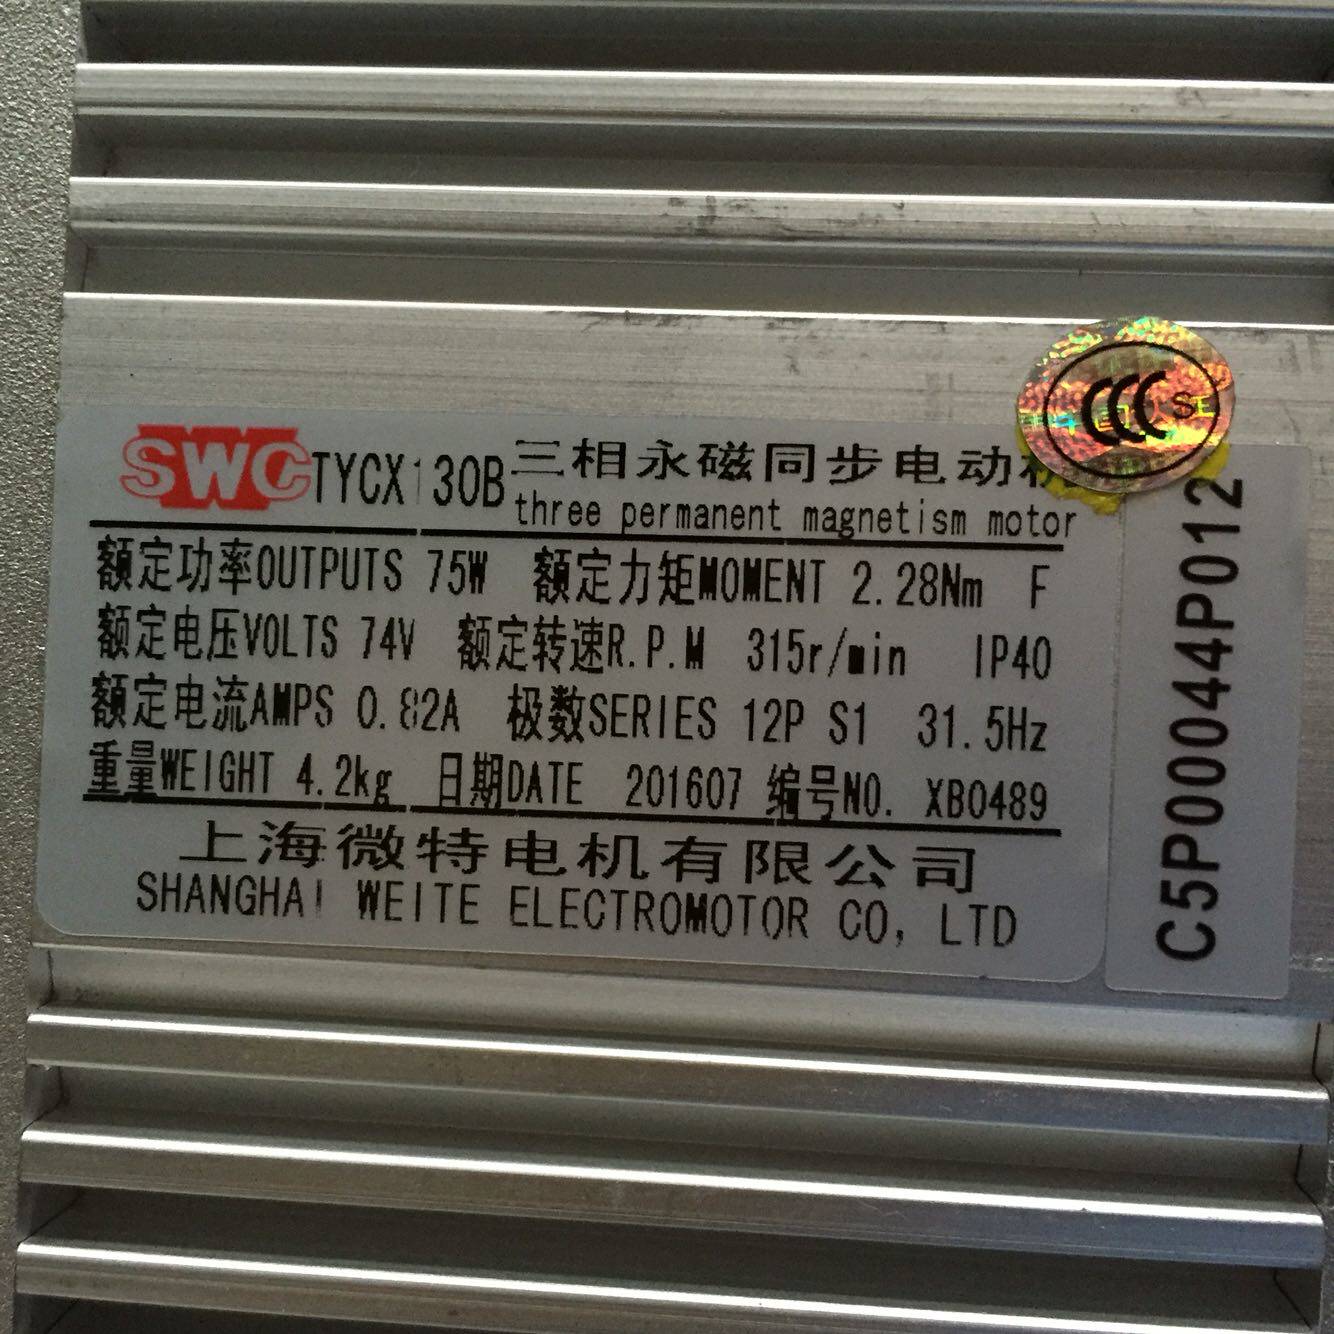 SWC TYCX130B 三相永磁同步电动
three permanent magnetism motor
额定功率OUTPUTS 75W 额定力矩MOMENT 2.28Nm F
额定电压VOLTS 74V 额定转速R.P.M 315r/min IP40
额定电流AMPS 0.82A 极数SERIES 12P S1 31.5Hz
重量WEIGHT 4.2kg 日期DATE 201607 编号NO. XB0489
上海微特电机有限公司
SHANGHAI WEITE ELECTROMOTOR CO, LTD
CCC S
C5P00044P012